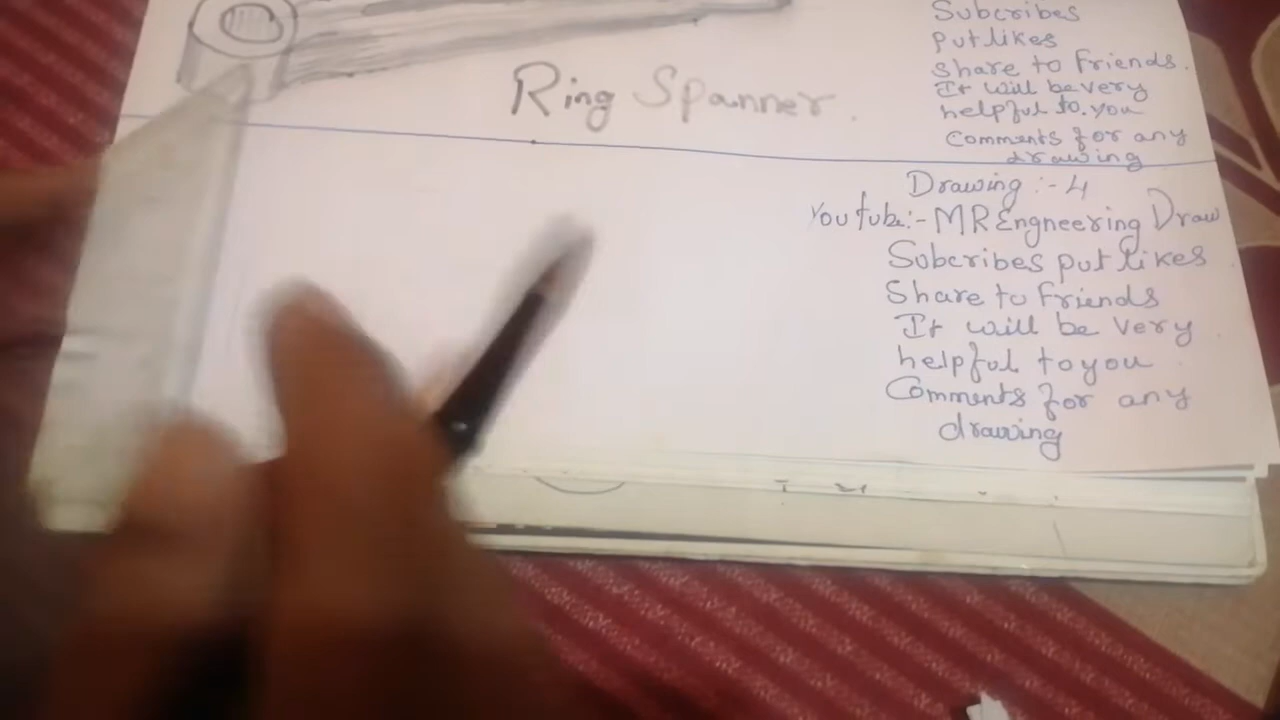 Subcribes
put likes
Share to Friends.
It will be very
helpful to.you
Comments for any
drawing
Ring Spanner.
Drawing :- 4
Youtube:- MR Engneering Draw
Subcribes put likes
Share to Friends
It will be very
helpful to you
Comments for any
drawing